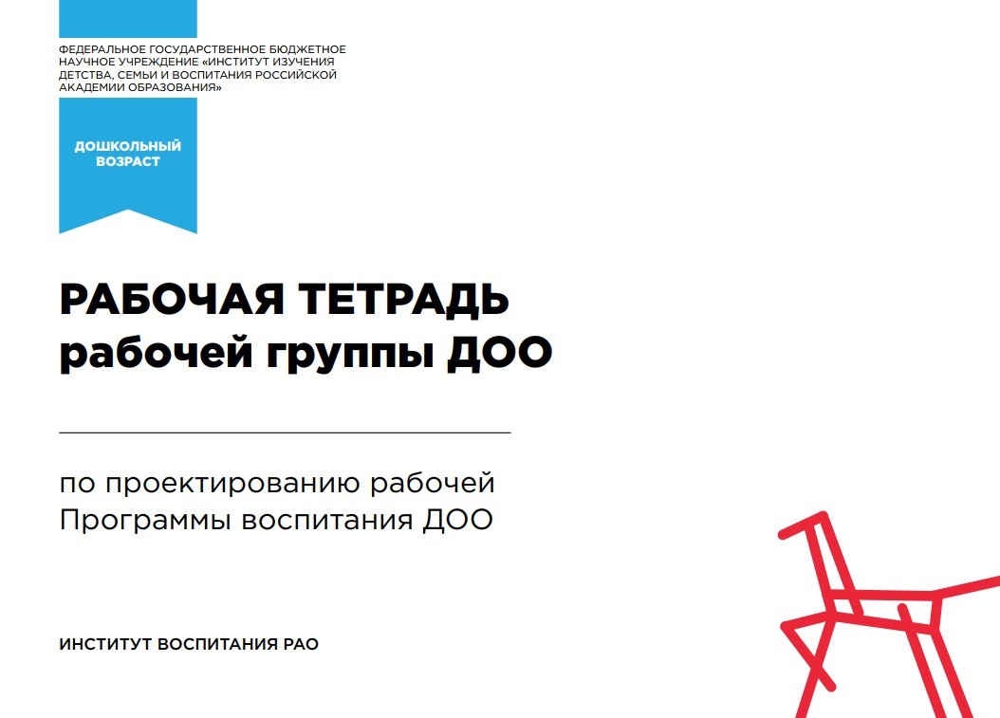 ФЕДЕРАЛЬНОЕ ГОСУДАРСТВЕННОЕ БЮДЖЕТНОЕ
НАУЧНОЕ УЧРЕЖДЕНИЕ «ИНСТИТУТ ИЗУЧЕНИЯ
ДЕТСТВА, СЕМЬИ И ВОСПИТАНИЯ РОССИЙСКОЙ
АКАДЕМИИ ОБРАЗОВАНИЯ»
ДОШКОЛЬНЫЙ
ВОЗРАСТ
РАБОЧАЯ ТЕТРАДЬ
рабочей группы ДОО
по проектированию рабочей
Программы воспитания ДОО
ИНСТИТУТ ВОСПИТАНИЯ РАО